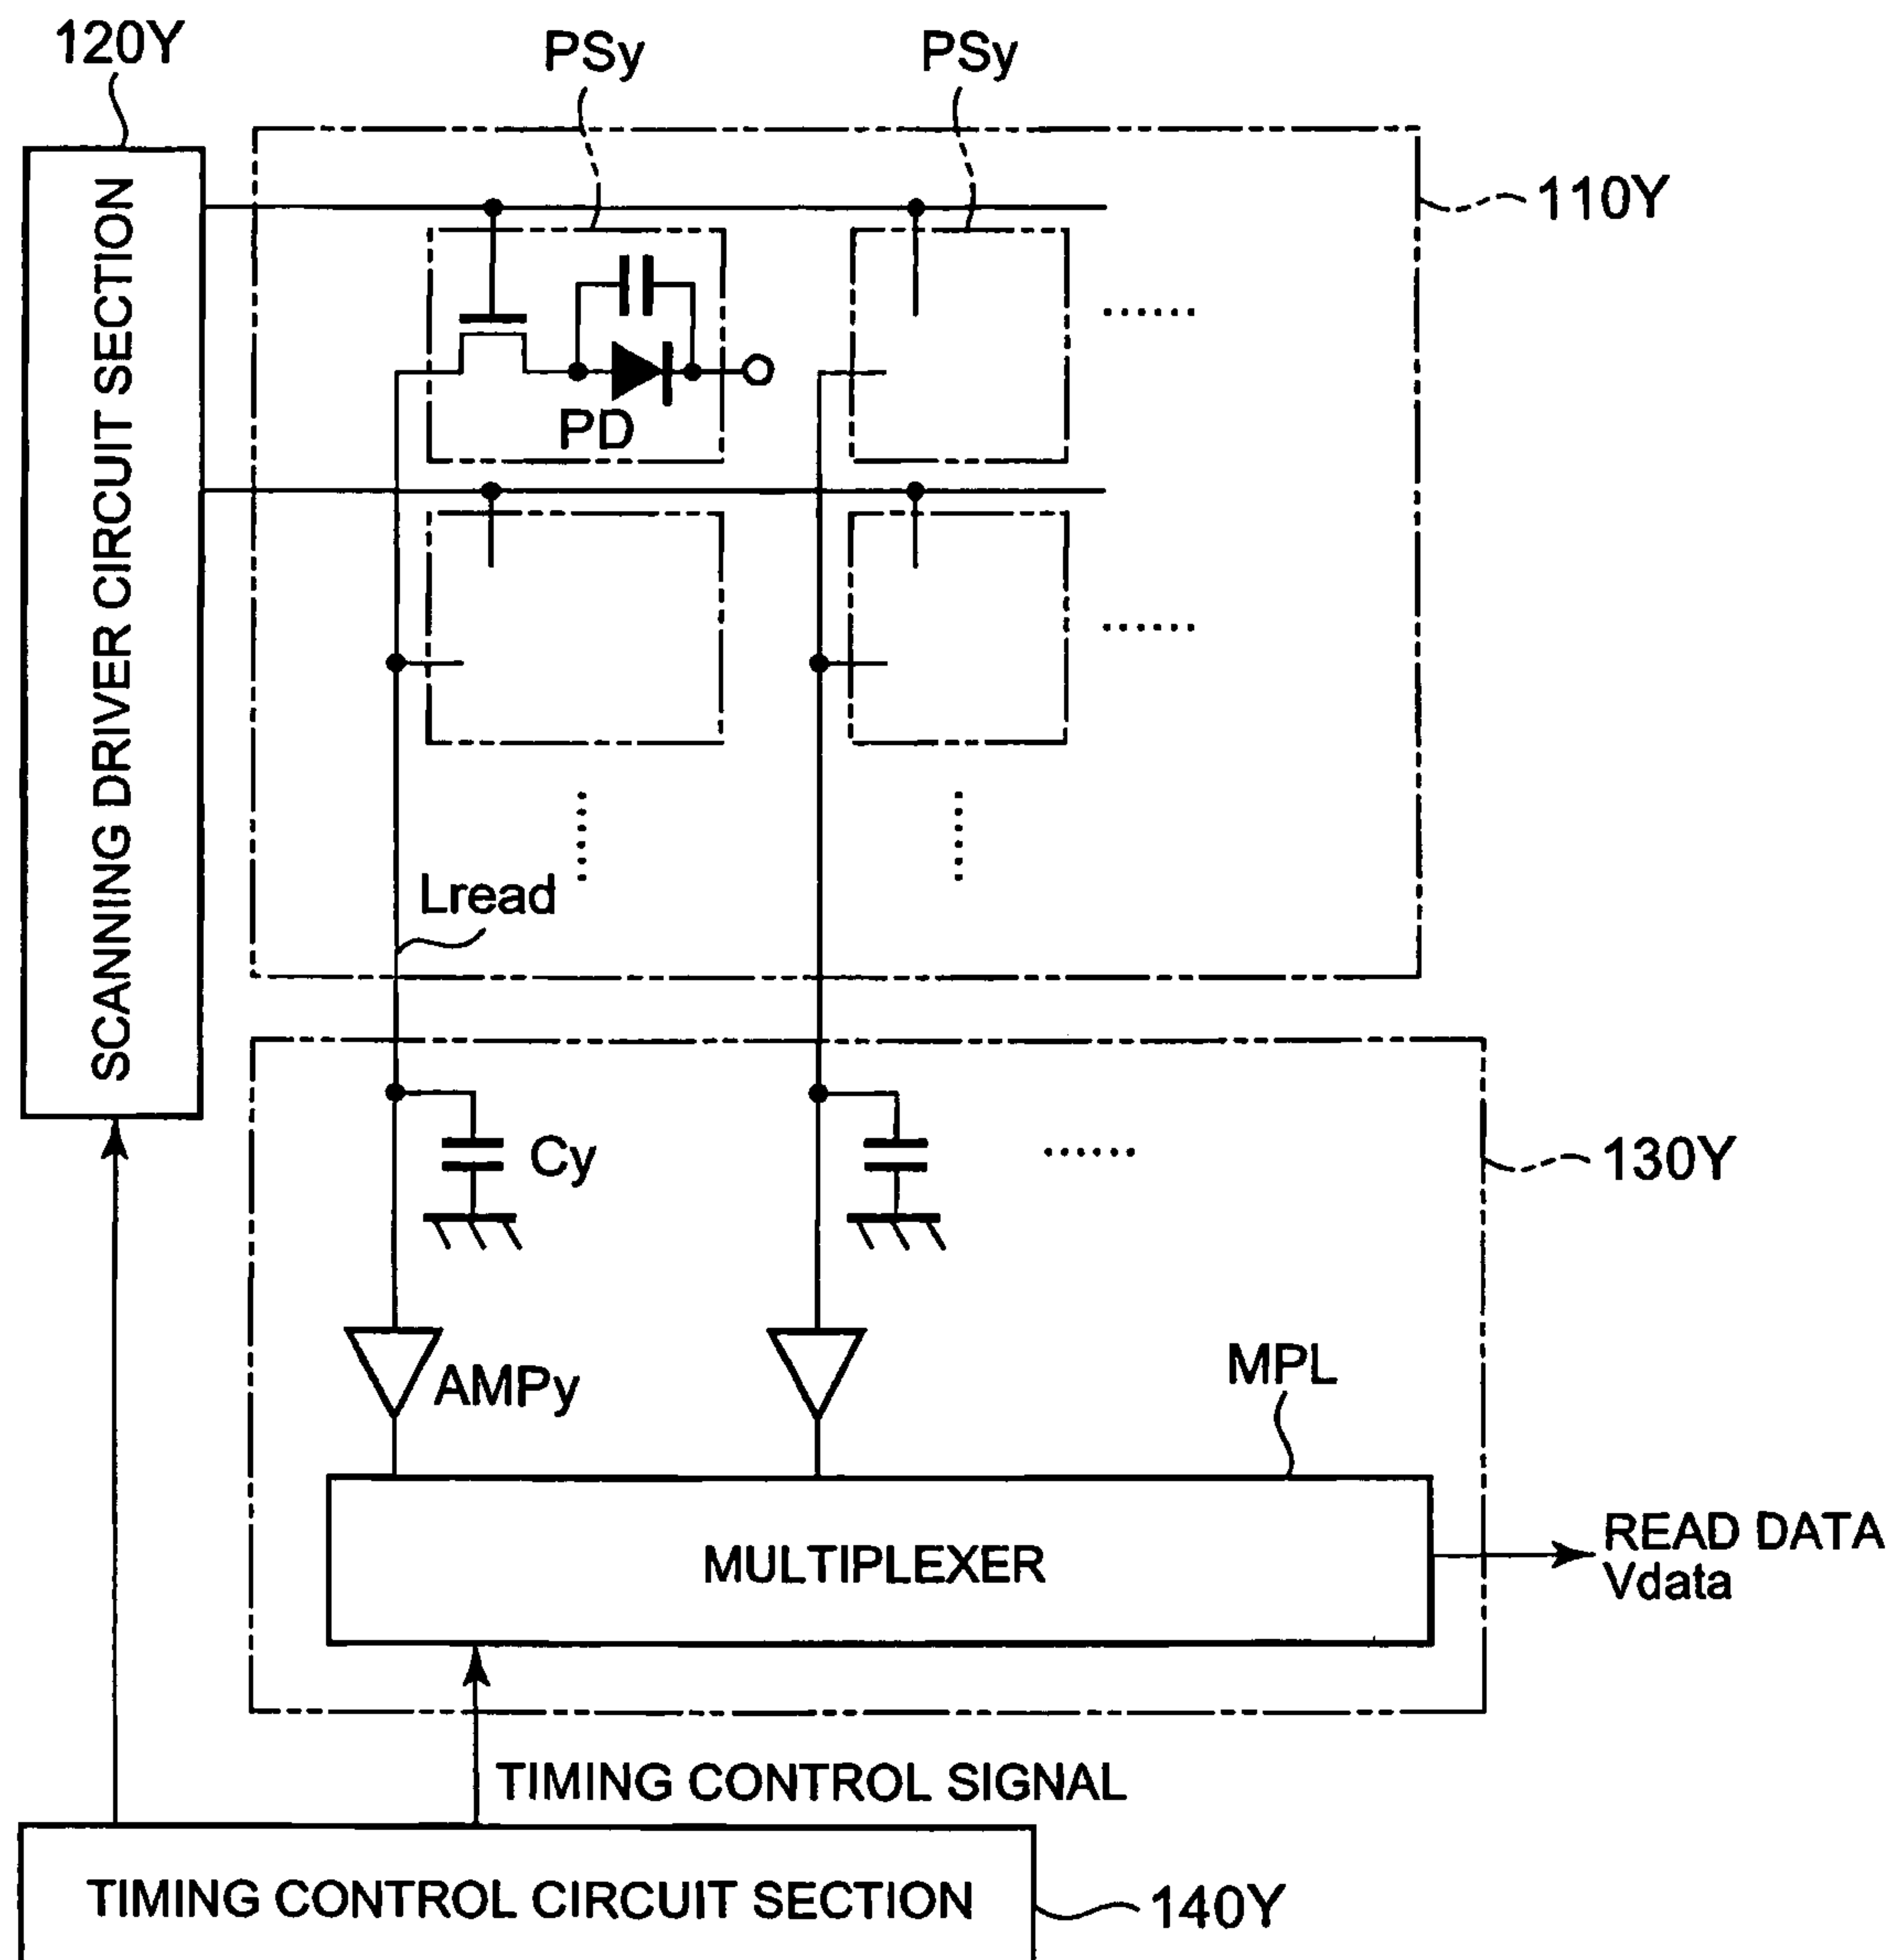 120Y
PSy
PSy
110Y
SCANNING DRIVER CIRCUIT SECTION
PD
Lread
Cy
130Y
AMPy
MPL
MULTIPLEXER
READ DATA
Vdata
TIMING CONTROL SIGNAL
TIMING CONTROL CIRCUIT SECTION
140Y